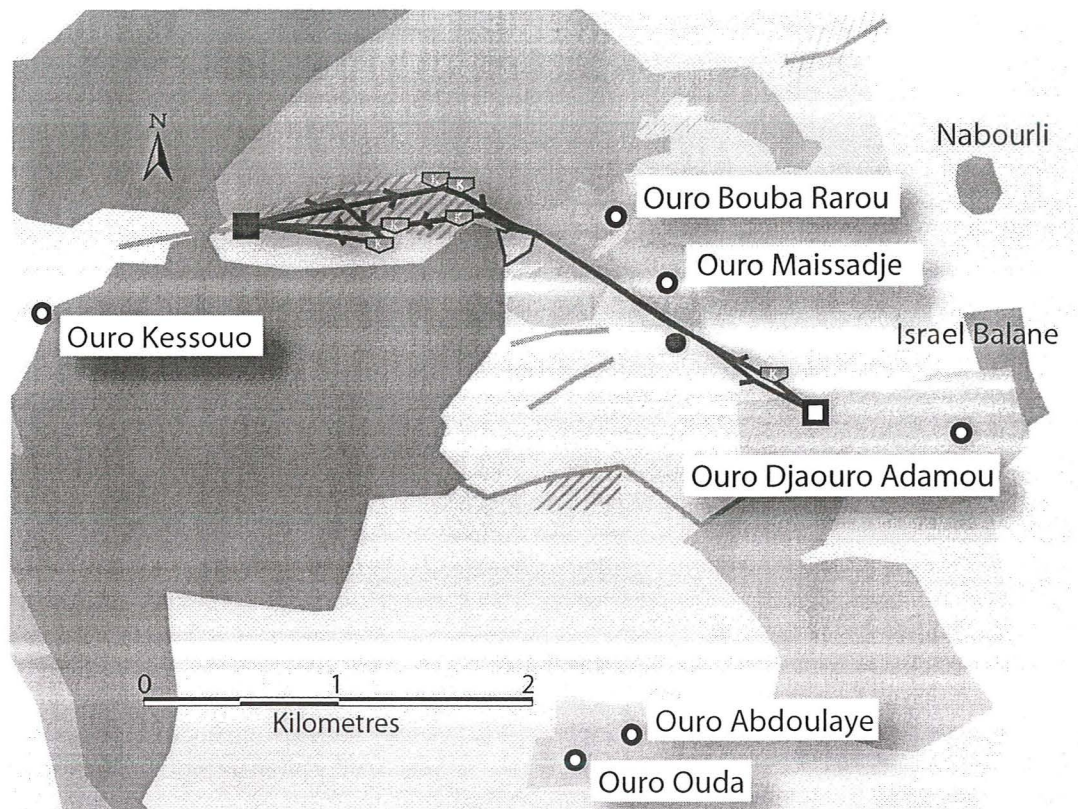 N
Nabourli
Ouro Bouba Rarou
Ouro Maissadje
Ouro Kessouo
Israel Balane
Ouro Djaouro Adamou
0 1 2
Kilometres
Ouro Abdoulaye
Ouro Ouda